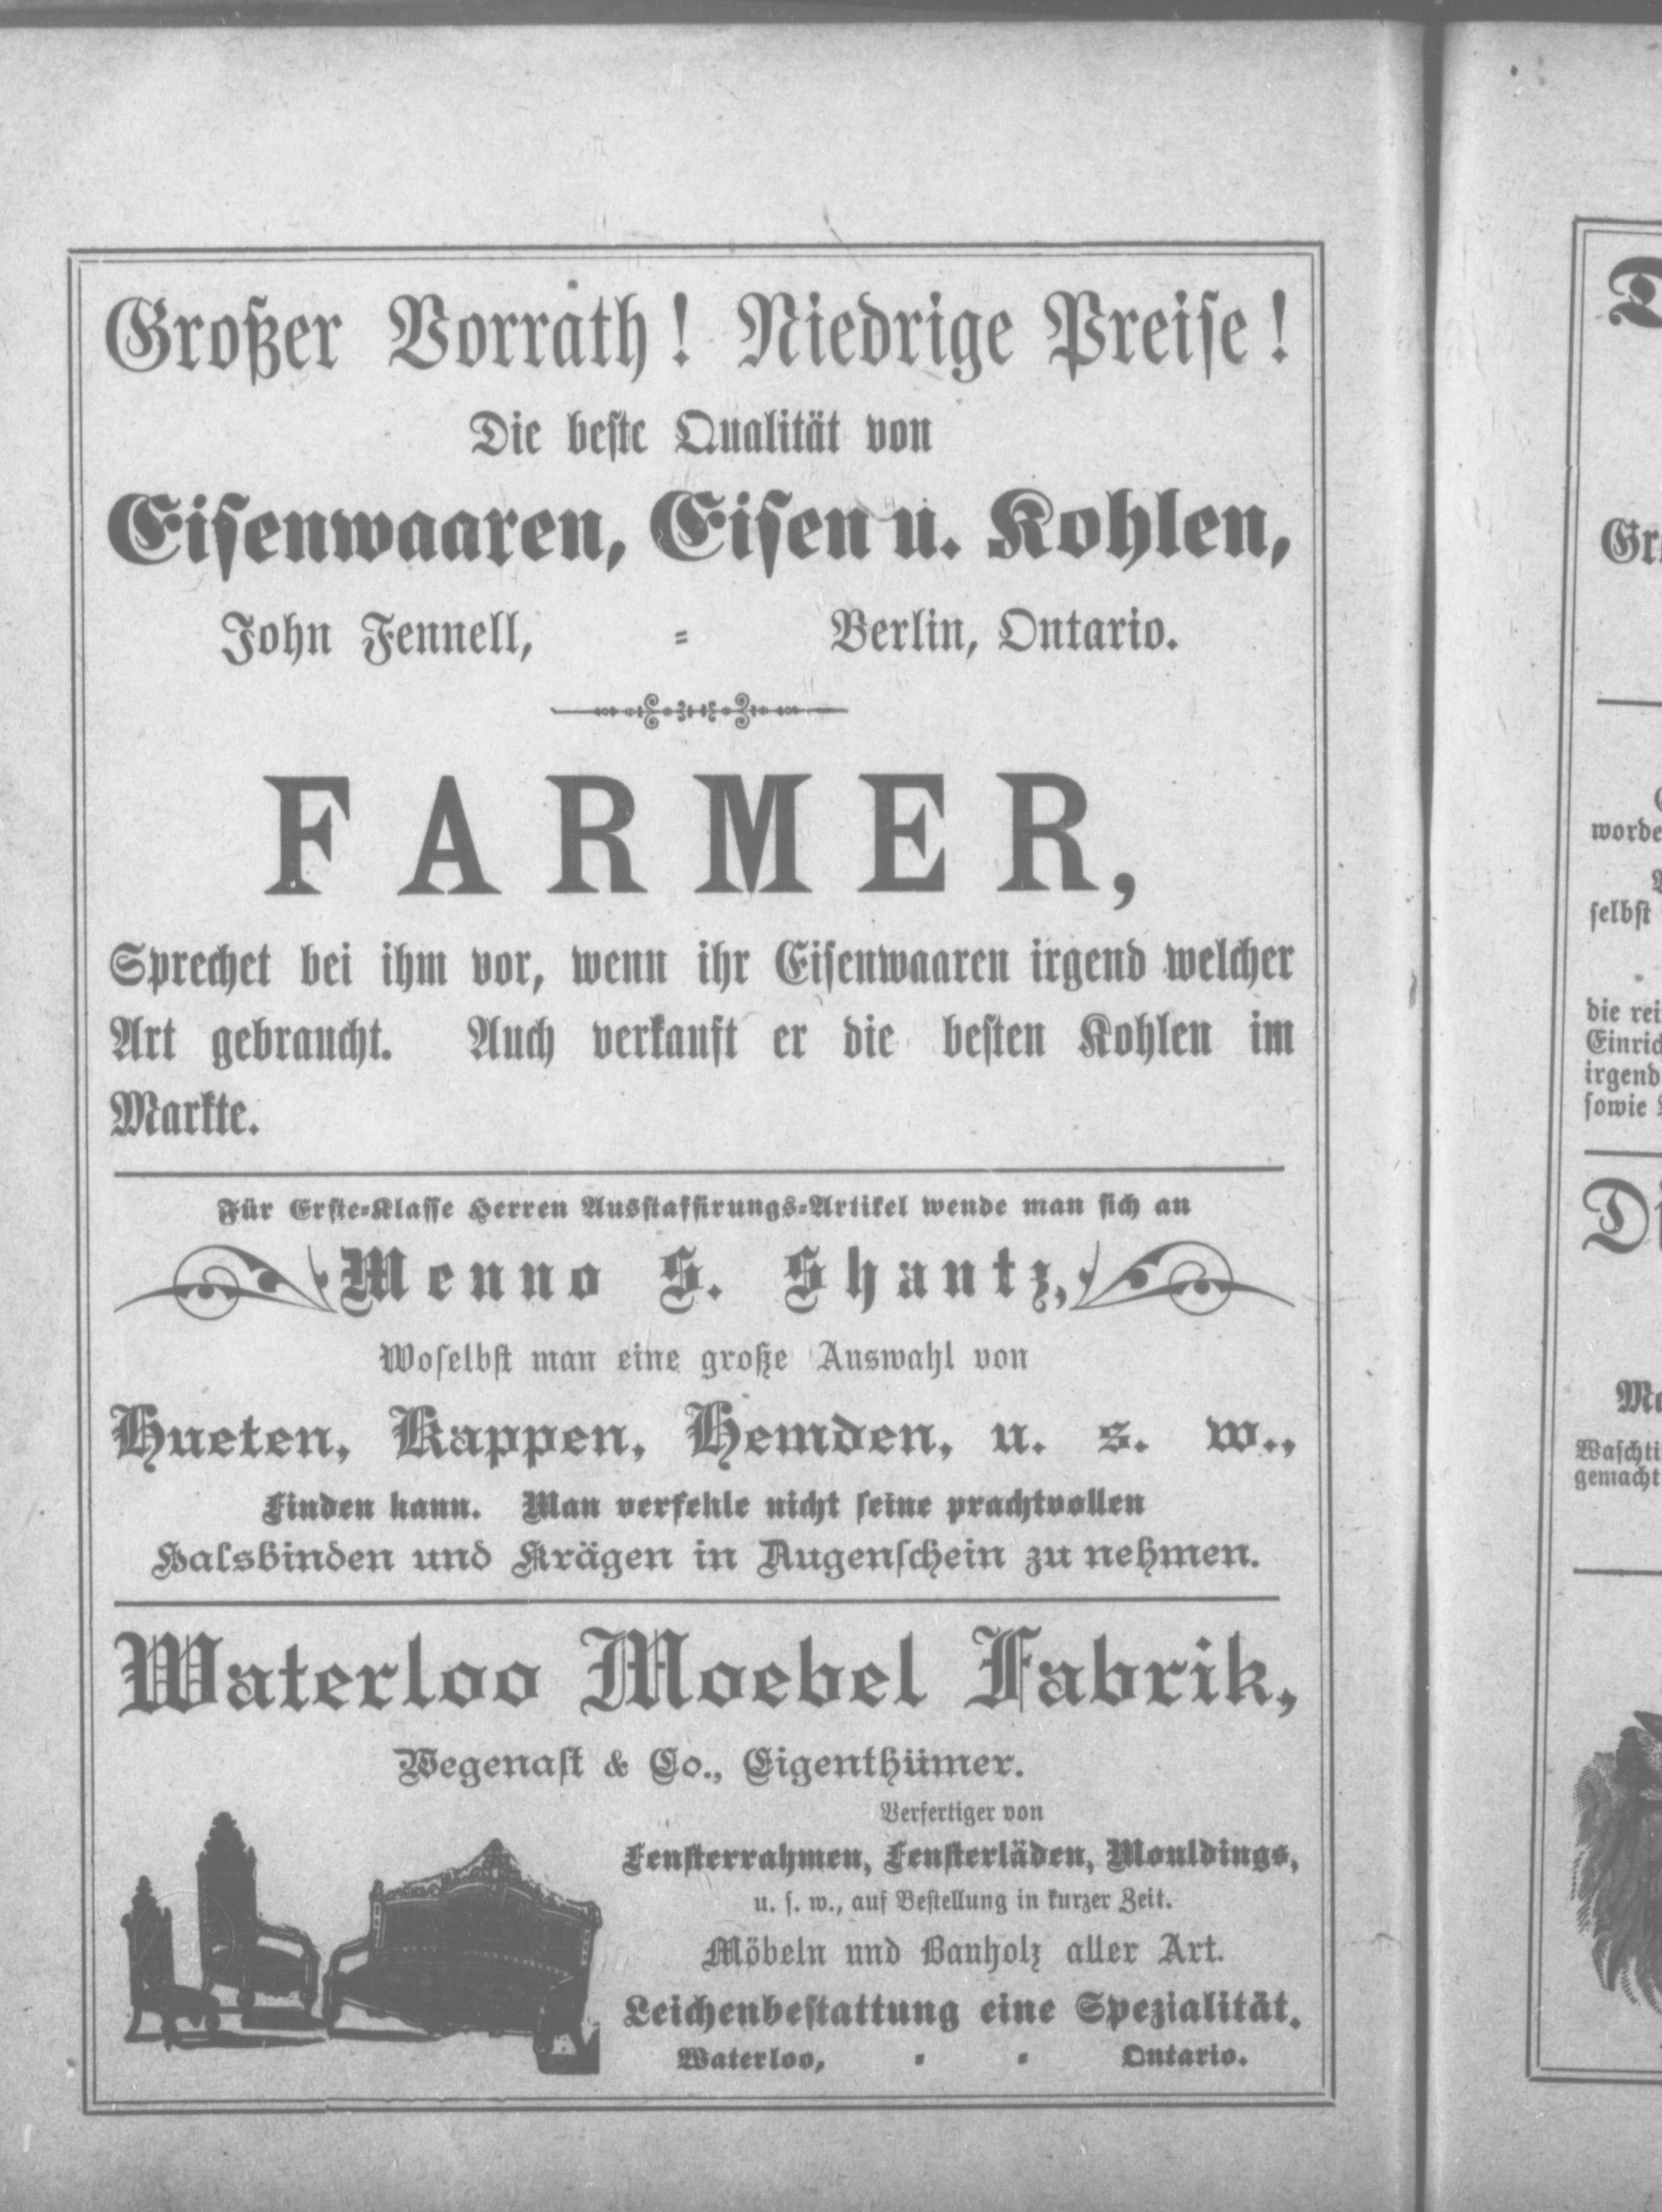 Großer Vorrath! Niedrige Preise!
Die beste Qualität von
Eisenwaaren, Eisen u. Kohlen,
John Fennell, = Berlin, Ontario.
FARMER,
Sprechet bei ihm vor, wenn ihr Eisenwaaren irgend welcher
Art gebraucht. Auch verkauft er die besten Kohlen im
Markte.
Für Erste-Klasse Herren Ausstaffirungs-Artikel wende man sich an
Menno S. Shantz,
Woselbst man eine große Auswahl von
Hueten, Kappen, Hemden, u. s. w.,
Finden kann. Man verfehle nicht seine prachtvollen
Halsbinden und Krägen in Augenschein zu nehmen.
Waterloo Moebel Fabrik,
Wegenast & Co., Eigenthümer.
Verfertiger von
Fensterrahmen, Fensterläden, Mouldings,
u. s. w., auf Bestellung in kurzer Zeit.
Möbeln und Bauholz aller Art.
Leichenbestattung eine Spezialität.
Waterloo, - - Ontario.
worde
selbst
die rei
Einric
irgend
sowie
Waschti
gemacht